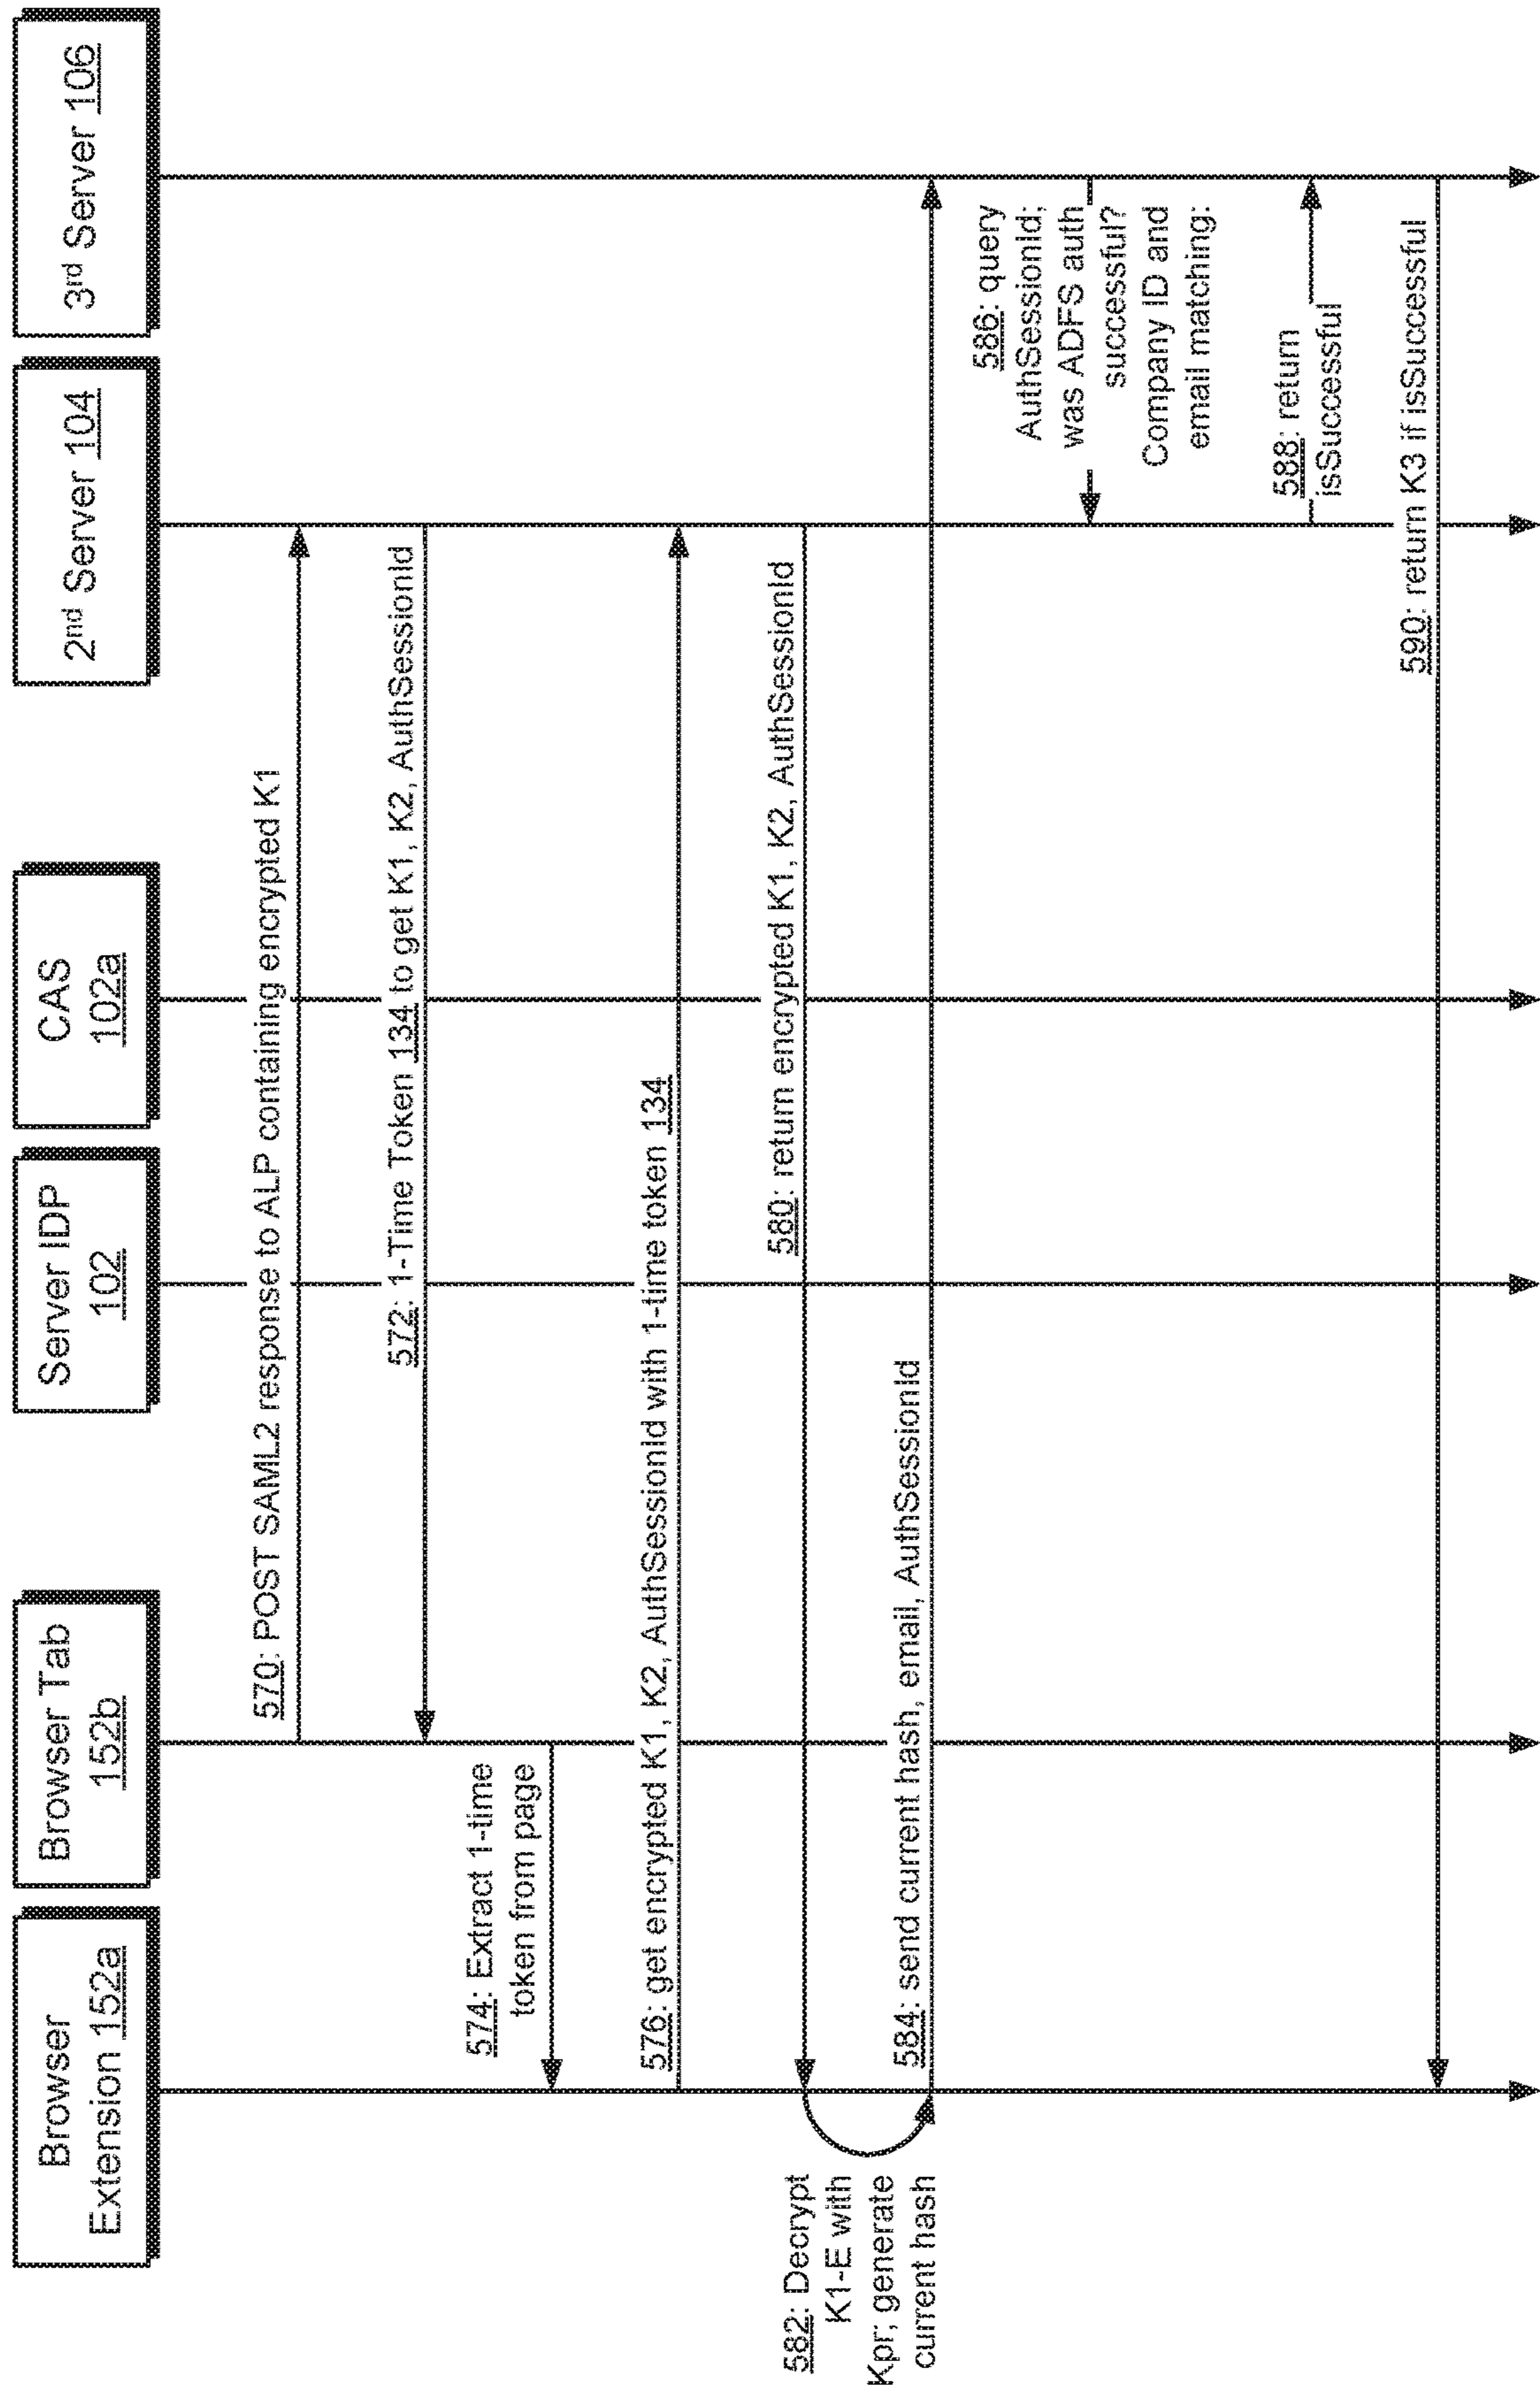 Browser
Extension 152a
Browser Tab
152b
Server IDP
102
CAS
102a
2nd Server 104
3rd Server 106
570: POST SAML2 response to ALP containing encrypted K1
572: 1-Time Token 134 to get K1, K2, AuthSessionId
574: Extract 1-time
token from page
576: get encrypted K1, K2, AuthSessionId with 1-time token 134
580: return encrypted K1, K2, AuthSessionId
582: Decrypt
K1-E with
Kpr; generate
current hash
584: send current hash, email, AuthSessionId
586: query
AuthSessionId;
was ADFS auth
successful?
Company ID and
email matching:
588: return
isSuccessful
590: return K3 if isSuccessful